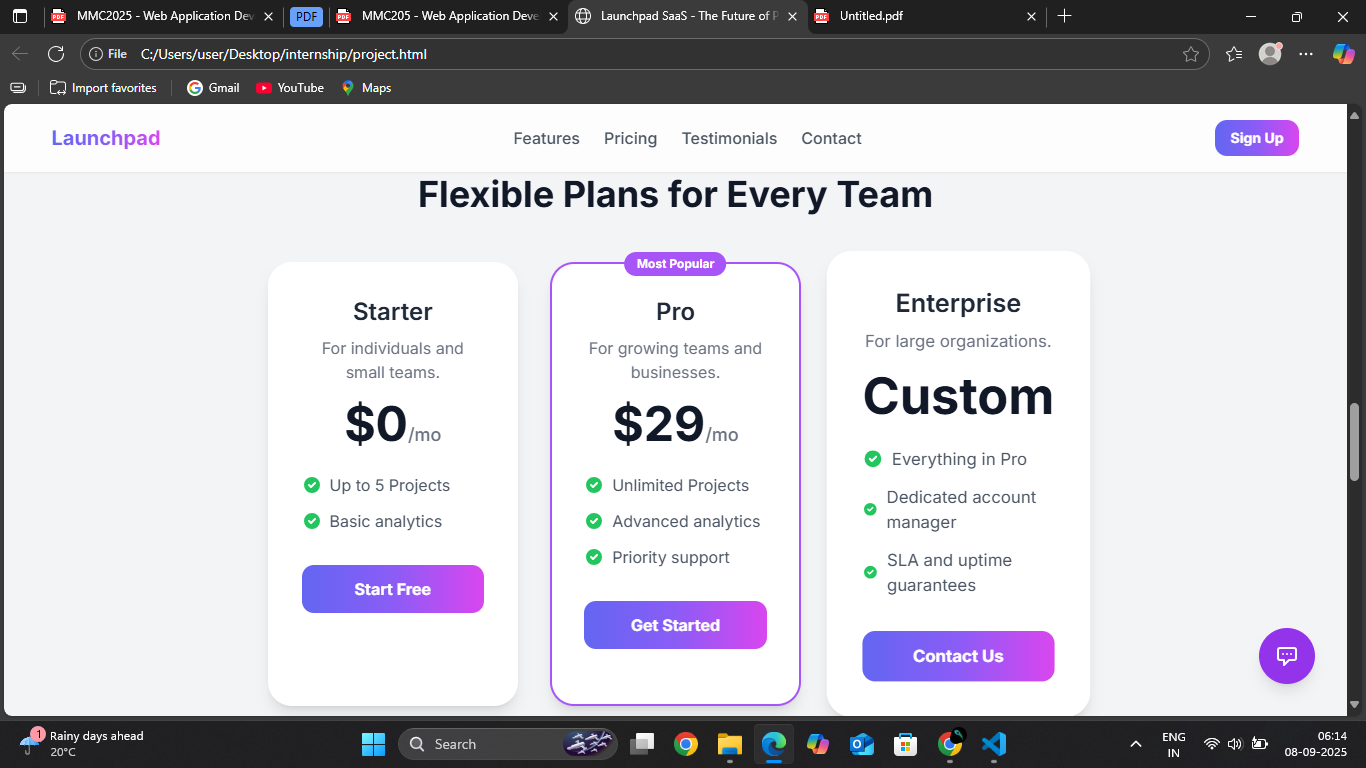 MMC2025 - Web Application Dev
PDF
MMC205 - Web Application Deve
Launchpad SaaS - The Future of P
Untitled.pdf
File
C:/Users/user/Desktop/internship/project.html
Import favorites
Gmail
YouTube
Maps
Launchpad
Features
Pricing
Testimonials
Contact
Sign Up
Flexible Plans for Every Team
Starter
For individuals and
small teams.
$0/mo
Up to 5 Projects
Basic analytics
Start Free
Most Popular
Pro
For growing teams and
businesses.
$29/mo
Unlimited Projects
Advanced analytics
Priority support
Get Started
Enterprise
For large organizations.
Custom
Everything in Pro
Dedicated account
manager
SLA and uptime
guarantees
Contact Us
1
Rainy days ahead
20°C
Search
ENG
IN
06:14
08-09-2025